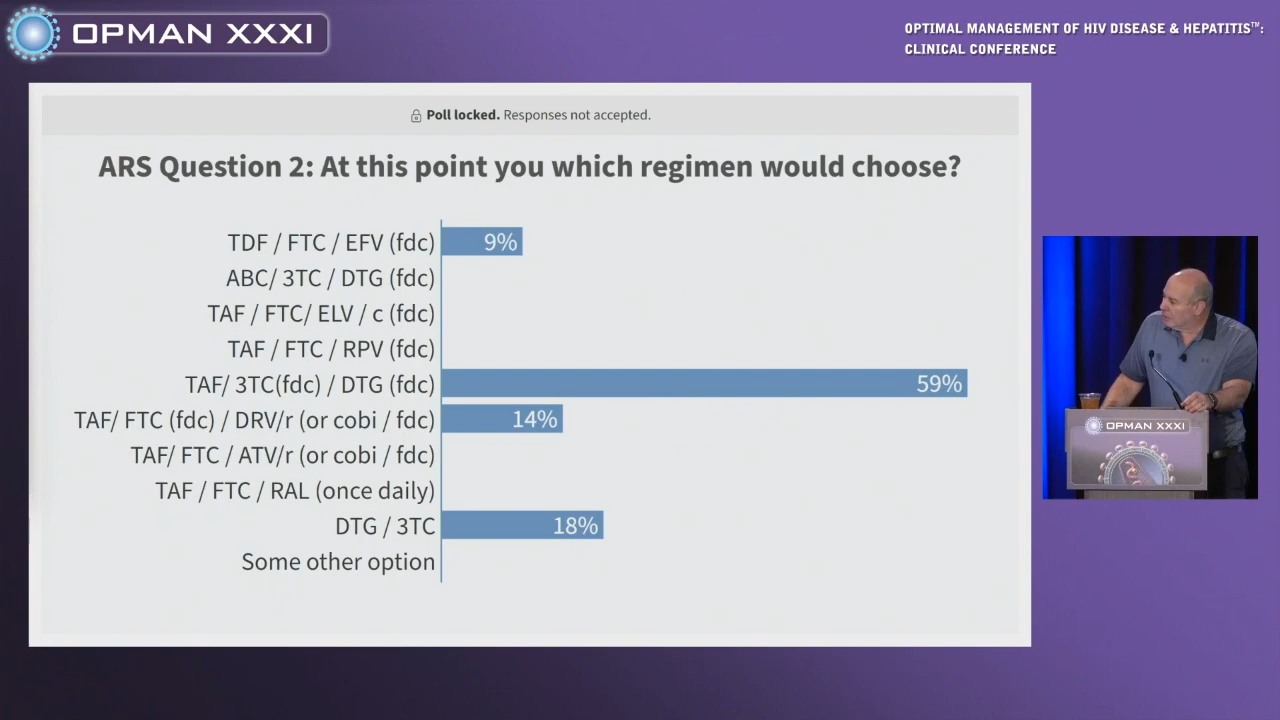 OPMAN XXXI
OPTIMAL MANAGEMENT OF HIV DISEASE & HEPATITIS™:
CLINICAL CONFERENCE
Poll locked. Responses not accepted.
ARS Question 2: At this point you which regimen would choose?
TDF / FTC / EFV (fdc) 9%
ABC/ 3TC / DTG (fdc)
TAF / FTC/ ELV / c (fdc)
TAF / FTC / RPV (fdc)
TAF/ 3TC(fdc) / DTG (fdc) 59%
TAF/ FTC (fdc) / DRV/r (or cobi / fdc) 14%
TAF/ FTC / ATV/r (or cobi / fdc)
TAF / FTC / RAL (once daily)
DTG / 3TC 18%
Some other option
OPMAN XXXI